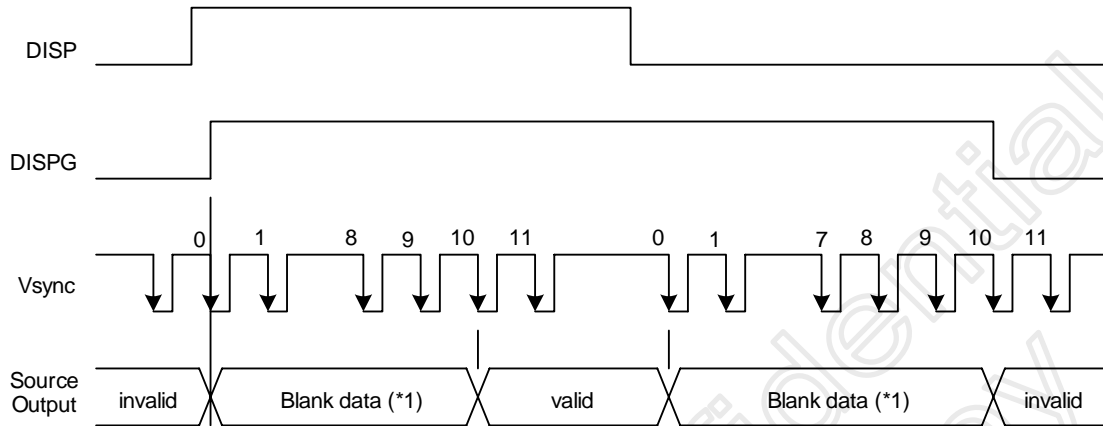 DISP
DISPG
0 1 8 9 10 11 0 1 7 8 9 10 11
Vsync
Source
Output
invalid Blank data (*1) valid Blank data (*1) invalid